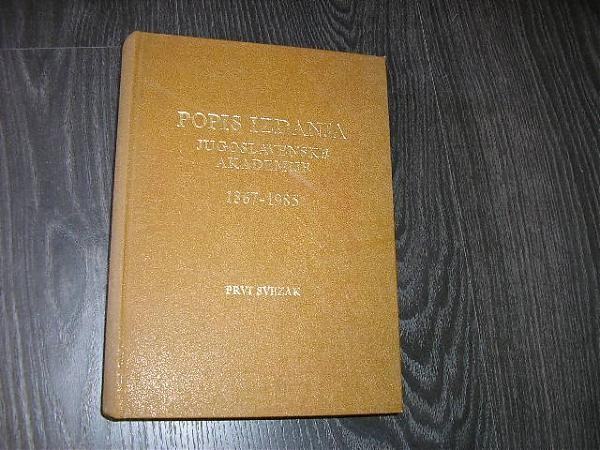 POPIS IZDANJA
JUGOSLAVENSKE
AKADEMIJE
1867-1985
PRVI SVEZAK